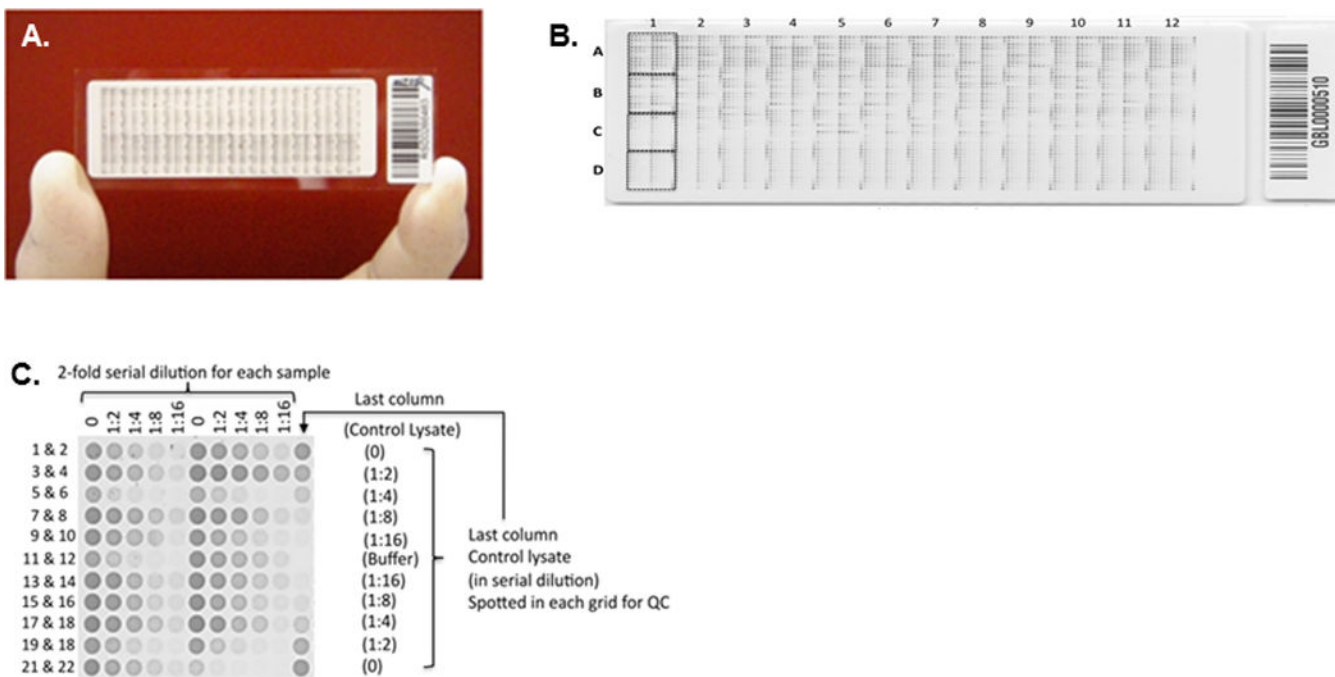 A.
B.
1 2 3 4 5 6 7 8 9 10 11 12
A
B
C
D
GBL0000510
C.
2-fold serial dilution for each sample
0 1:2 1:4 1:8 1:16 0 1:2 1:4 1:8 1:16
Last column
(Control Lysate)
1 & 2 (0)
3 & 4 (1:2)
5 & 6 (1:4)
7 & 8 (1:8)
9 & 10 (1:16)
11 & 12 (Buffer)
13 & 14 (1:16)
15 & 16 (1:8)
17 & 18 (1:4)
19 & 18 (1:2)
21 & 22 (0)
Last column
Control lysate
(in serial dilution)
Spotted in each grid for QC